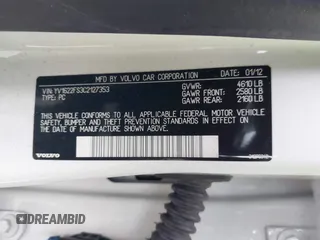 MFD BY VOLVO CAR CORPORATION 01/12
VIN: YV1622FS3C2127353
TYPE: PC
GVWR: 4610 LB
GAWR FRONT: 2580 LB
GAWR REAR: 2160 LB
THIS VEHICLE CONFORMS TO ALL APPLICABLE FEDERAL MOTOR VEHICLE
SAFETY, BUMPER AND THEFT PREVENTION STANDARDS IN EFFECT ON THE DATE OF
MANUFACTURE SHOWN ABOVE.
VOLVO
DREAMBID